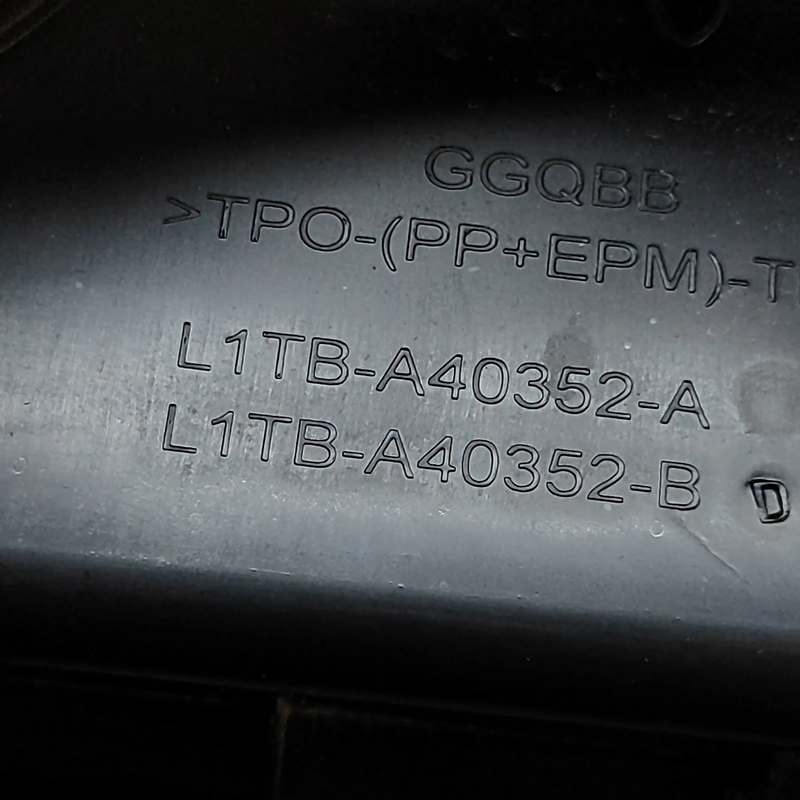 GGQBB
>TPO-(PP+EPM)-T
L1TB-A40352-A
L1TB-A40352-B D